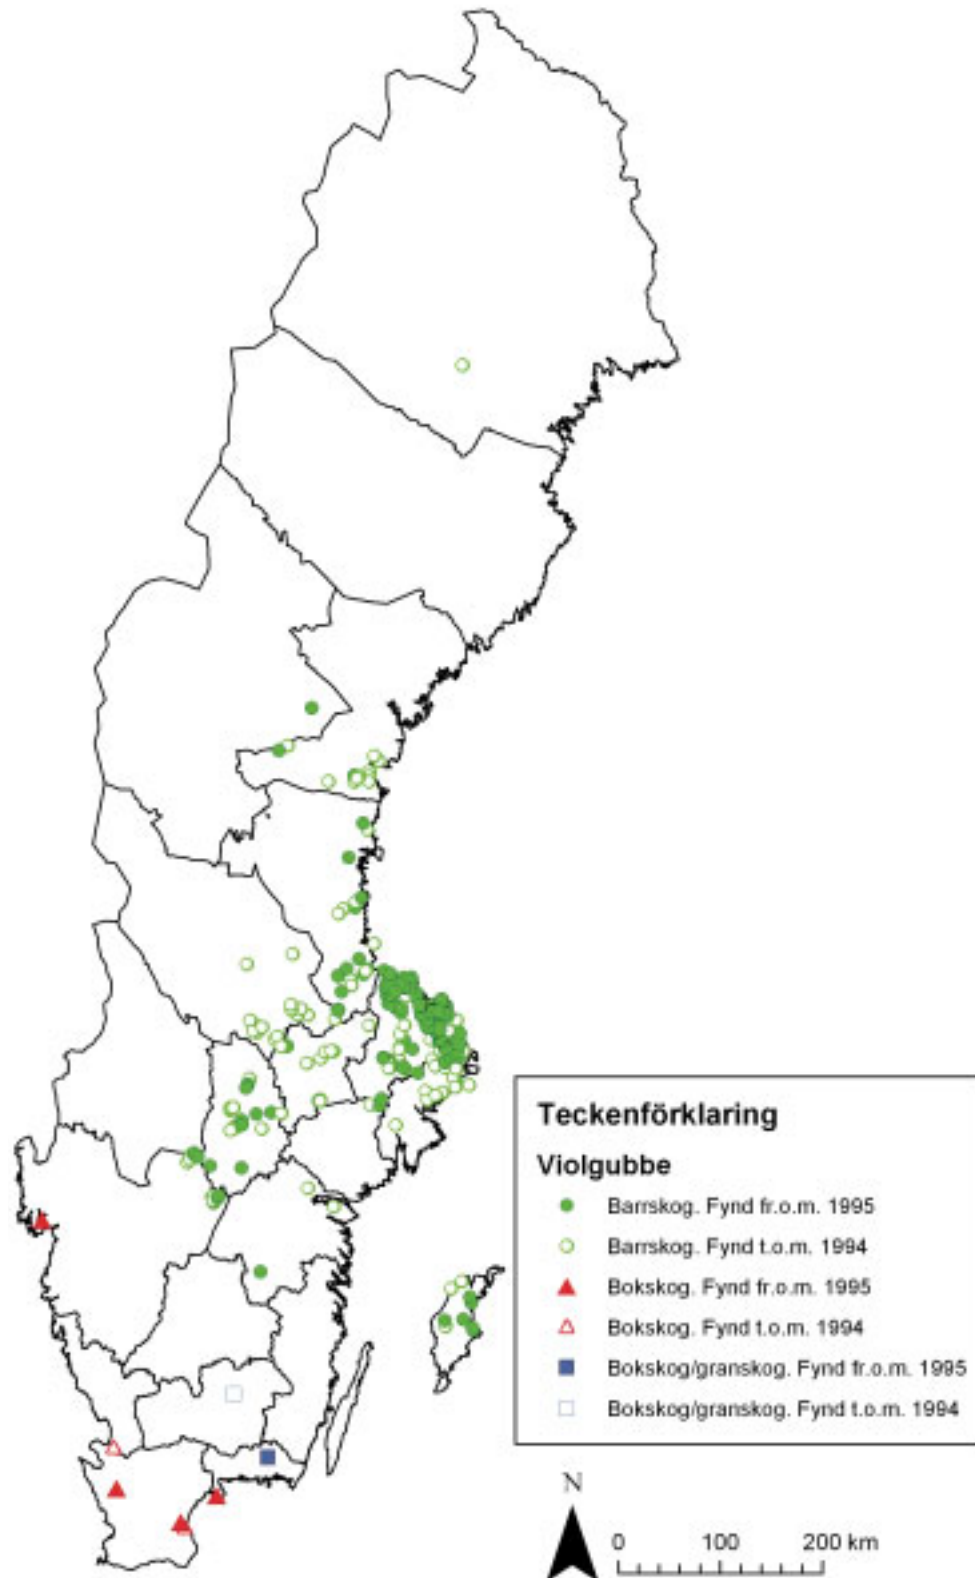 Teckenförklaring
Violgubbe
Barrskog. Fynd fr.o.m. 1995
Barrskog. Fynd t.o.m. 1994
Bokskog. Fynd fr.o.m. 1995
Bokskog. Fynd t.o.m. 1994
Bokskog/granskog. Fynd fr.o.m. 1995
Bokskog/granskog. Fynd t.o.m. 1994
N
0 100 200 km